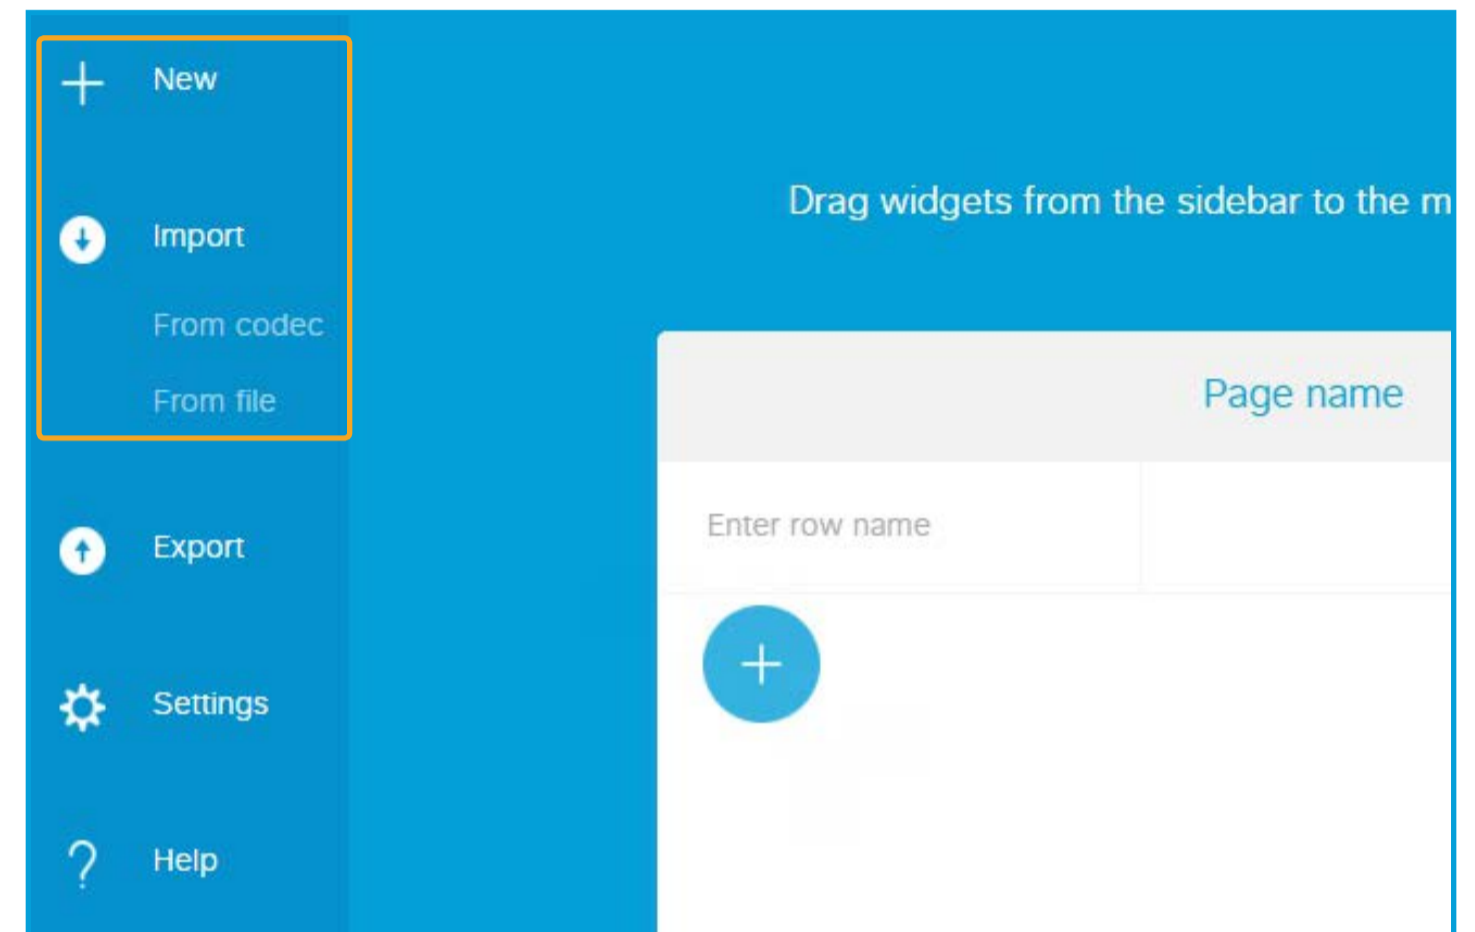 New
Import
From codec
From file
Export
Settings
Help
Drag widgets from the sidebar to the m
Page name
Enter row name